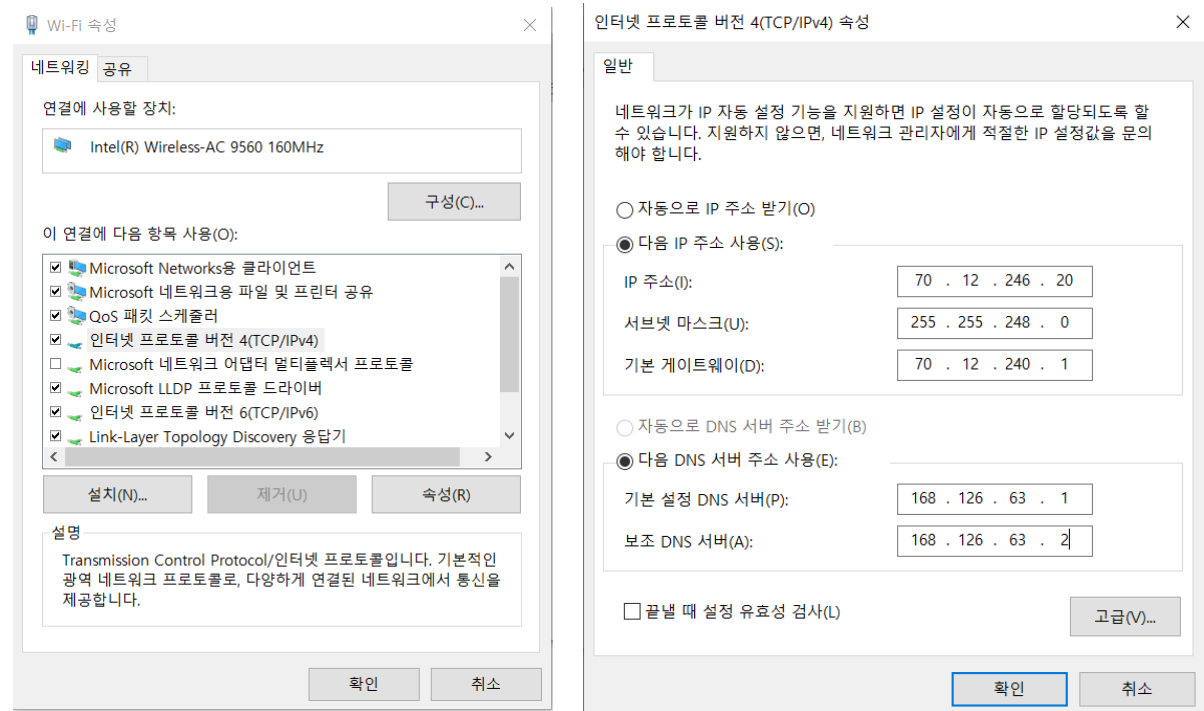 Wi-Fi 속성
네트워킹
공유
연결에 사용할 장치:
Intel(R) Wireless-AC 9560 160MHz
구성(C)...
이 연결에 다음 항목 사용(O):
Microsoft Networks용 클라이언트
Microsoft 네트워크용 파일 및 프린터 공유
QoS 패킷 스케줄러
인터넷 프로토콜 버전 4(TCP/IPv4)
Microsoft 네트워크 어댑터 멀티플렉서 프로토콜
Microsoft LLDP 프로토콜 드라이버
인터넷 프로토콜 버전 6(TCP/IPv6)
Link-Layer Topology Discovery 응답기
설치(N)...
제거(U)
속성(R)
설명
Transmission Control Protocol/인터넷 프로토콜입니다. 기본적인
광역 네트워크 프로토콜로, 다양하게 연결된 네트워크에서 통신을
제공합니다.
확인
취소
인터넷 프로토콜 버전 4(TCP/IPv4) 속성
일반
네트워크가 IP 자동 설정 기능을 지원하면 IP 설정이 자동으로 할당되도록 할
수 있습니다. 지원하지 않으면, 네트워크 관리자에게 적절한 IP 설정값을 문의
해야 합니다.
자동으로 IP 주소 받기(O)
다음 IP 주소 사용(S):
IP 주소(I):
70 . 12 . 246 . 20
서브넷 마스크(U):
255 . 255 . 248 . 0
기본 게이트웨이(D):
70 . 12 . 240 . 1
자동으로 DNS 서버 주소 받기(B)
다음 DNS 서버 주소 사용(E):
기본 설정 DNS 서버(P):
168 . 126 . 63 . 1
보조 DNS 서버(A):
168 . 126 . 63 . 2
끝낼 때 설정 유효성 검사(L)
고급(V)...
확인
취소